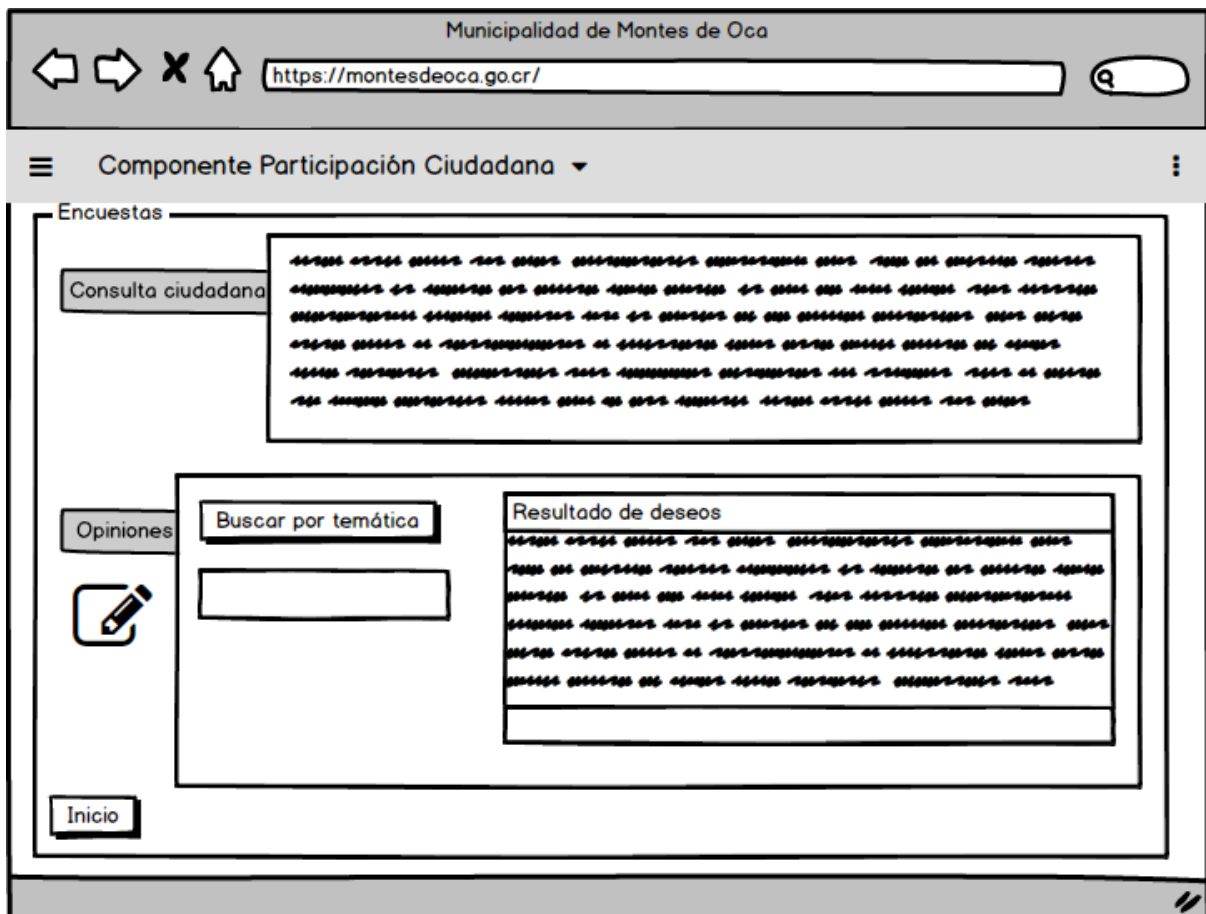 Municipalidad de Montes de Oca
https://montesdeoca.go.cr/
Componente Participación Ciudadana
Encuestas
Consulta ciudadana
Opiniones
Buscar por temática
Resultado de deseos
Inicio